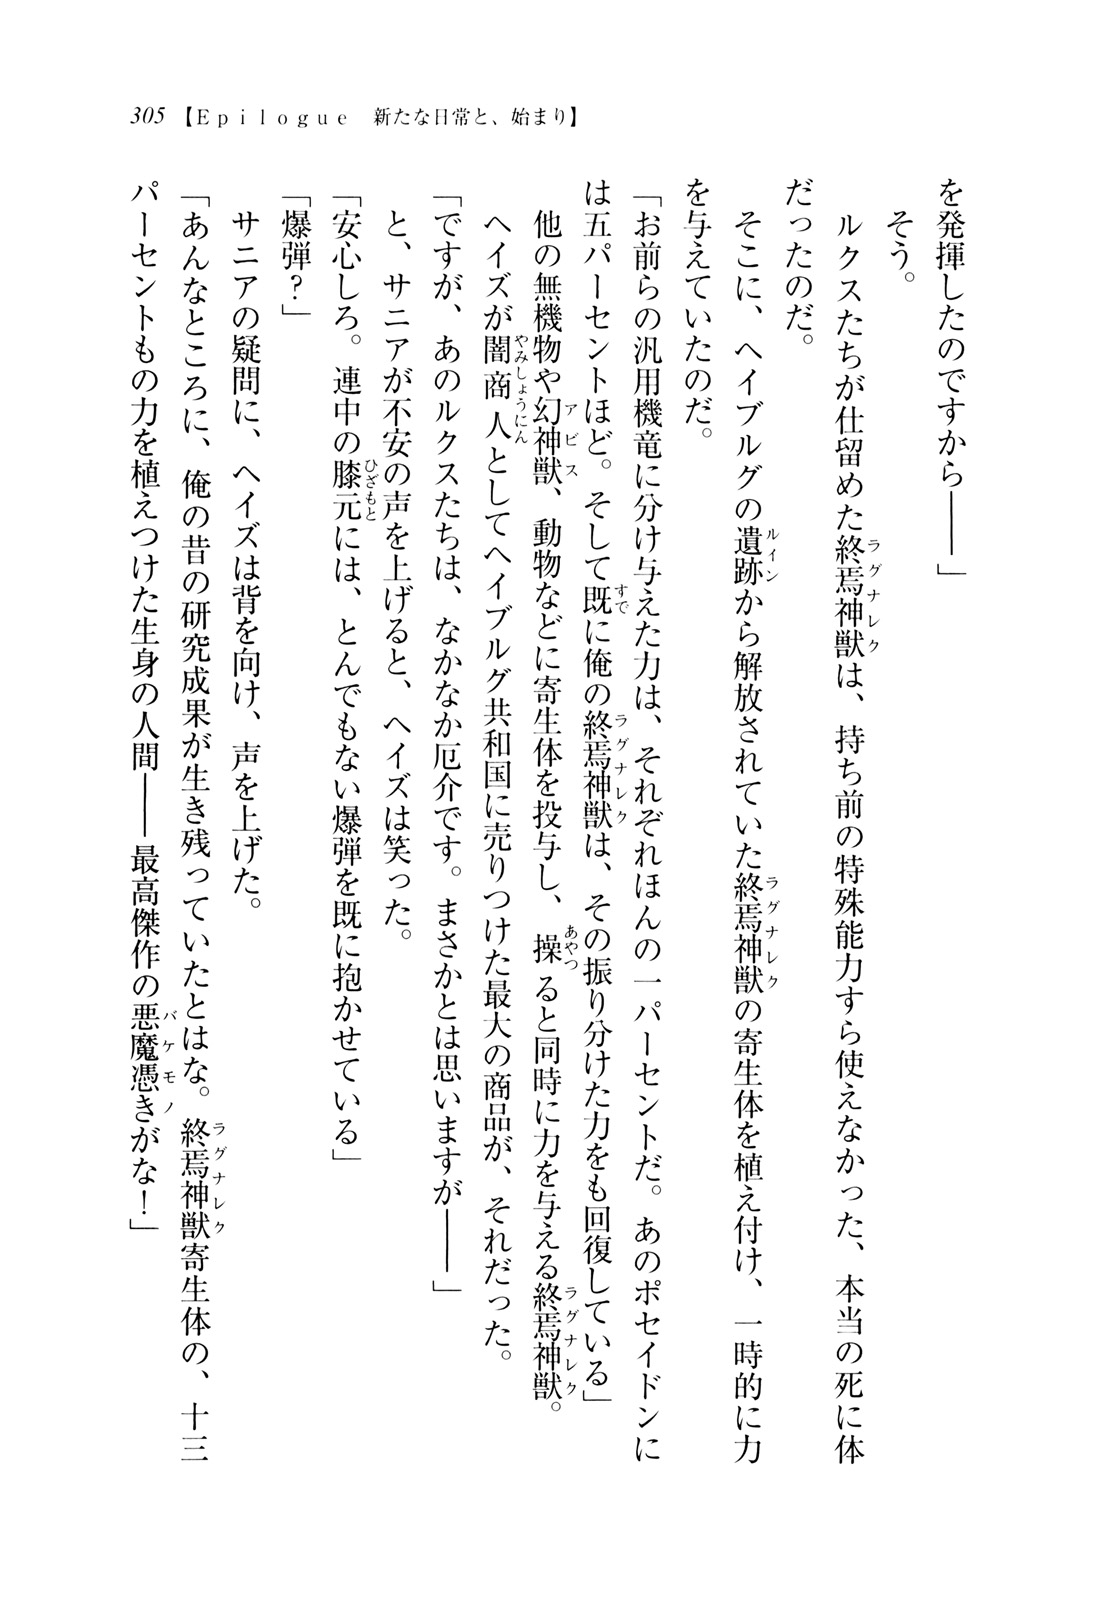 305 【Epilogue 新たな日常と、始まり】
を発揮したのですから――」
そう。
ルクスたちが仕留めた終焉神獣は、持ち前の特殊能力すら使えなかった、本当の死に体
だったのだ。
そこに、ヘイブルグの遺跡から解放されていた終焉神獣の寄生体を植え付け、一時的に力
を与えていたのだ。
「お前らの汎用機竜に分け与えた力は、それぞれほんの一パーセントだ。あのポセイドンに
は五パーセントほど。そして既に俺の終焉神獣は、その振り分けた力をも回復している」
他の無機物や幻神獣、動物などに寄生体を投与し、操ると同時に力を与える終焉神獣。
ヘイズが闇商人としてヘイブルグ共和国に売りつけた最大の商品が、それだった。
「ですが、あのルクスたちは、なかなか厄介です。まさかとは思いますが――」
と、サニアが不安の声を上げると、ヘイズは笑った。
「安心しろ。連中の膝元には、とんでもない爆弾を既に抱かせている」
「爆弾？」
サニアの疑問に、ヘイズは背を向け、声を上げた。
「あんなところに、俺の昔の研究成果が生き残っていたとはな。終焉神獣寄生体の、十三
パーセントもの力を植えつけた生身の人間――最高傑作の悪魔憑きがな！」